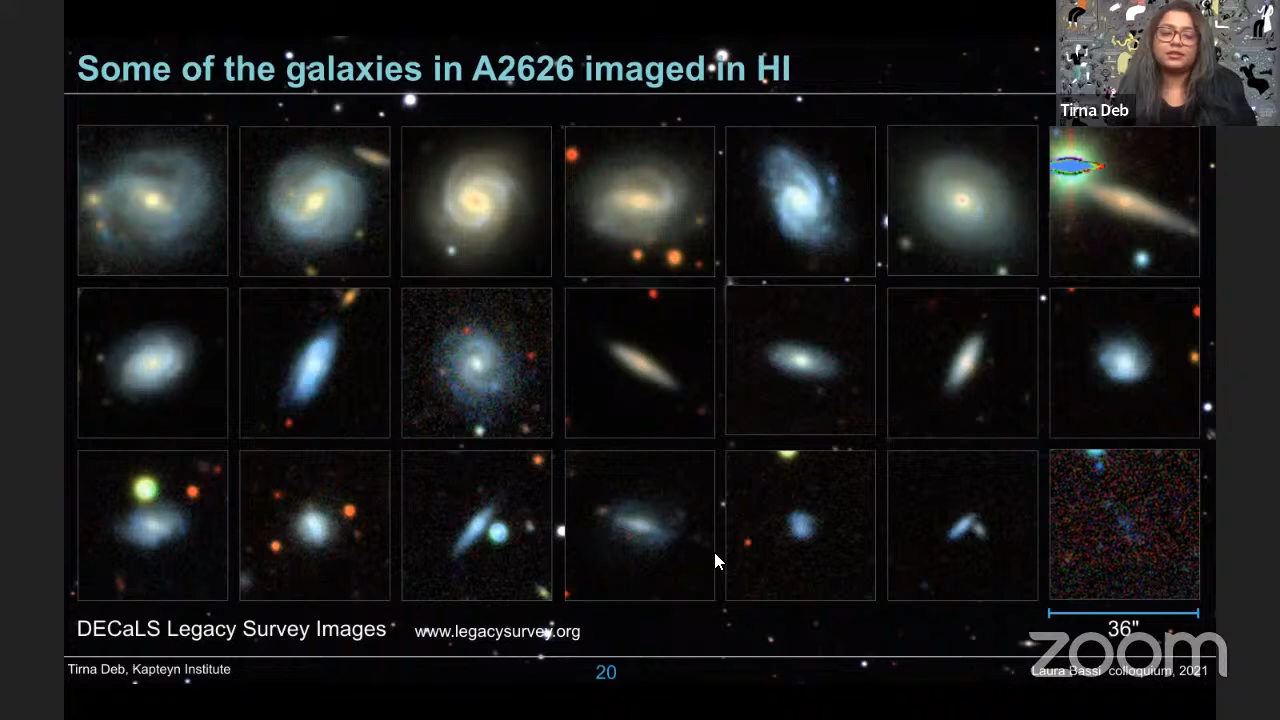 Some of the galaxies in A2626 imaged in HI
Tirna Deb
DECaLS Legacy Survey Images www.legacysurvey.org
36"
zoom
Tirna Deb, Kapteyn Institute
20
Laura Bassi colloquium, 2021